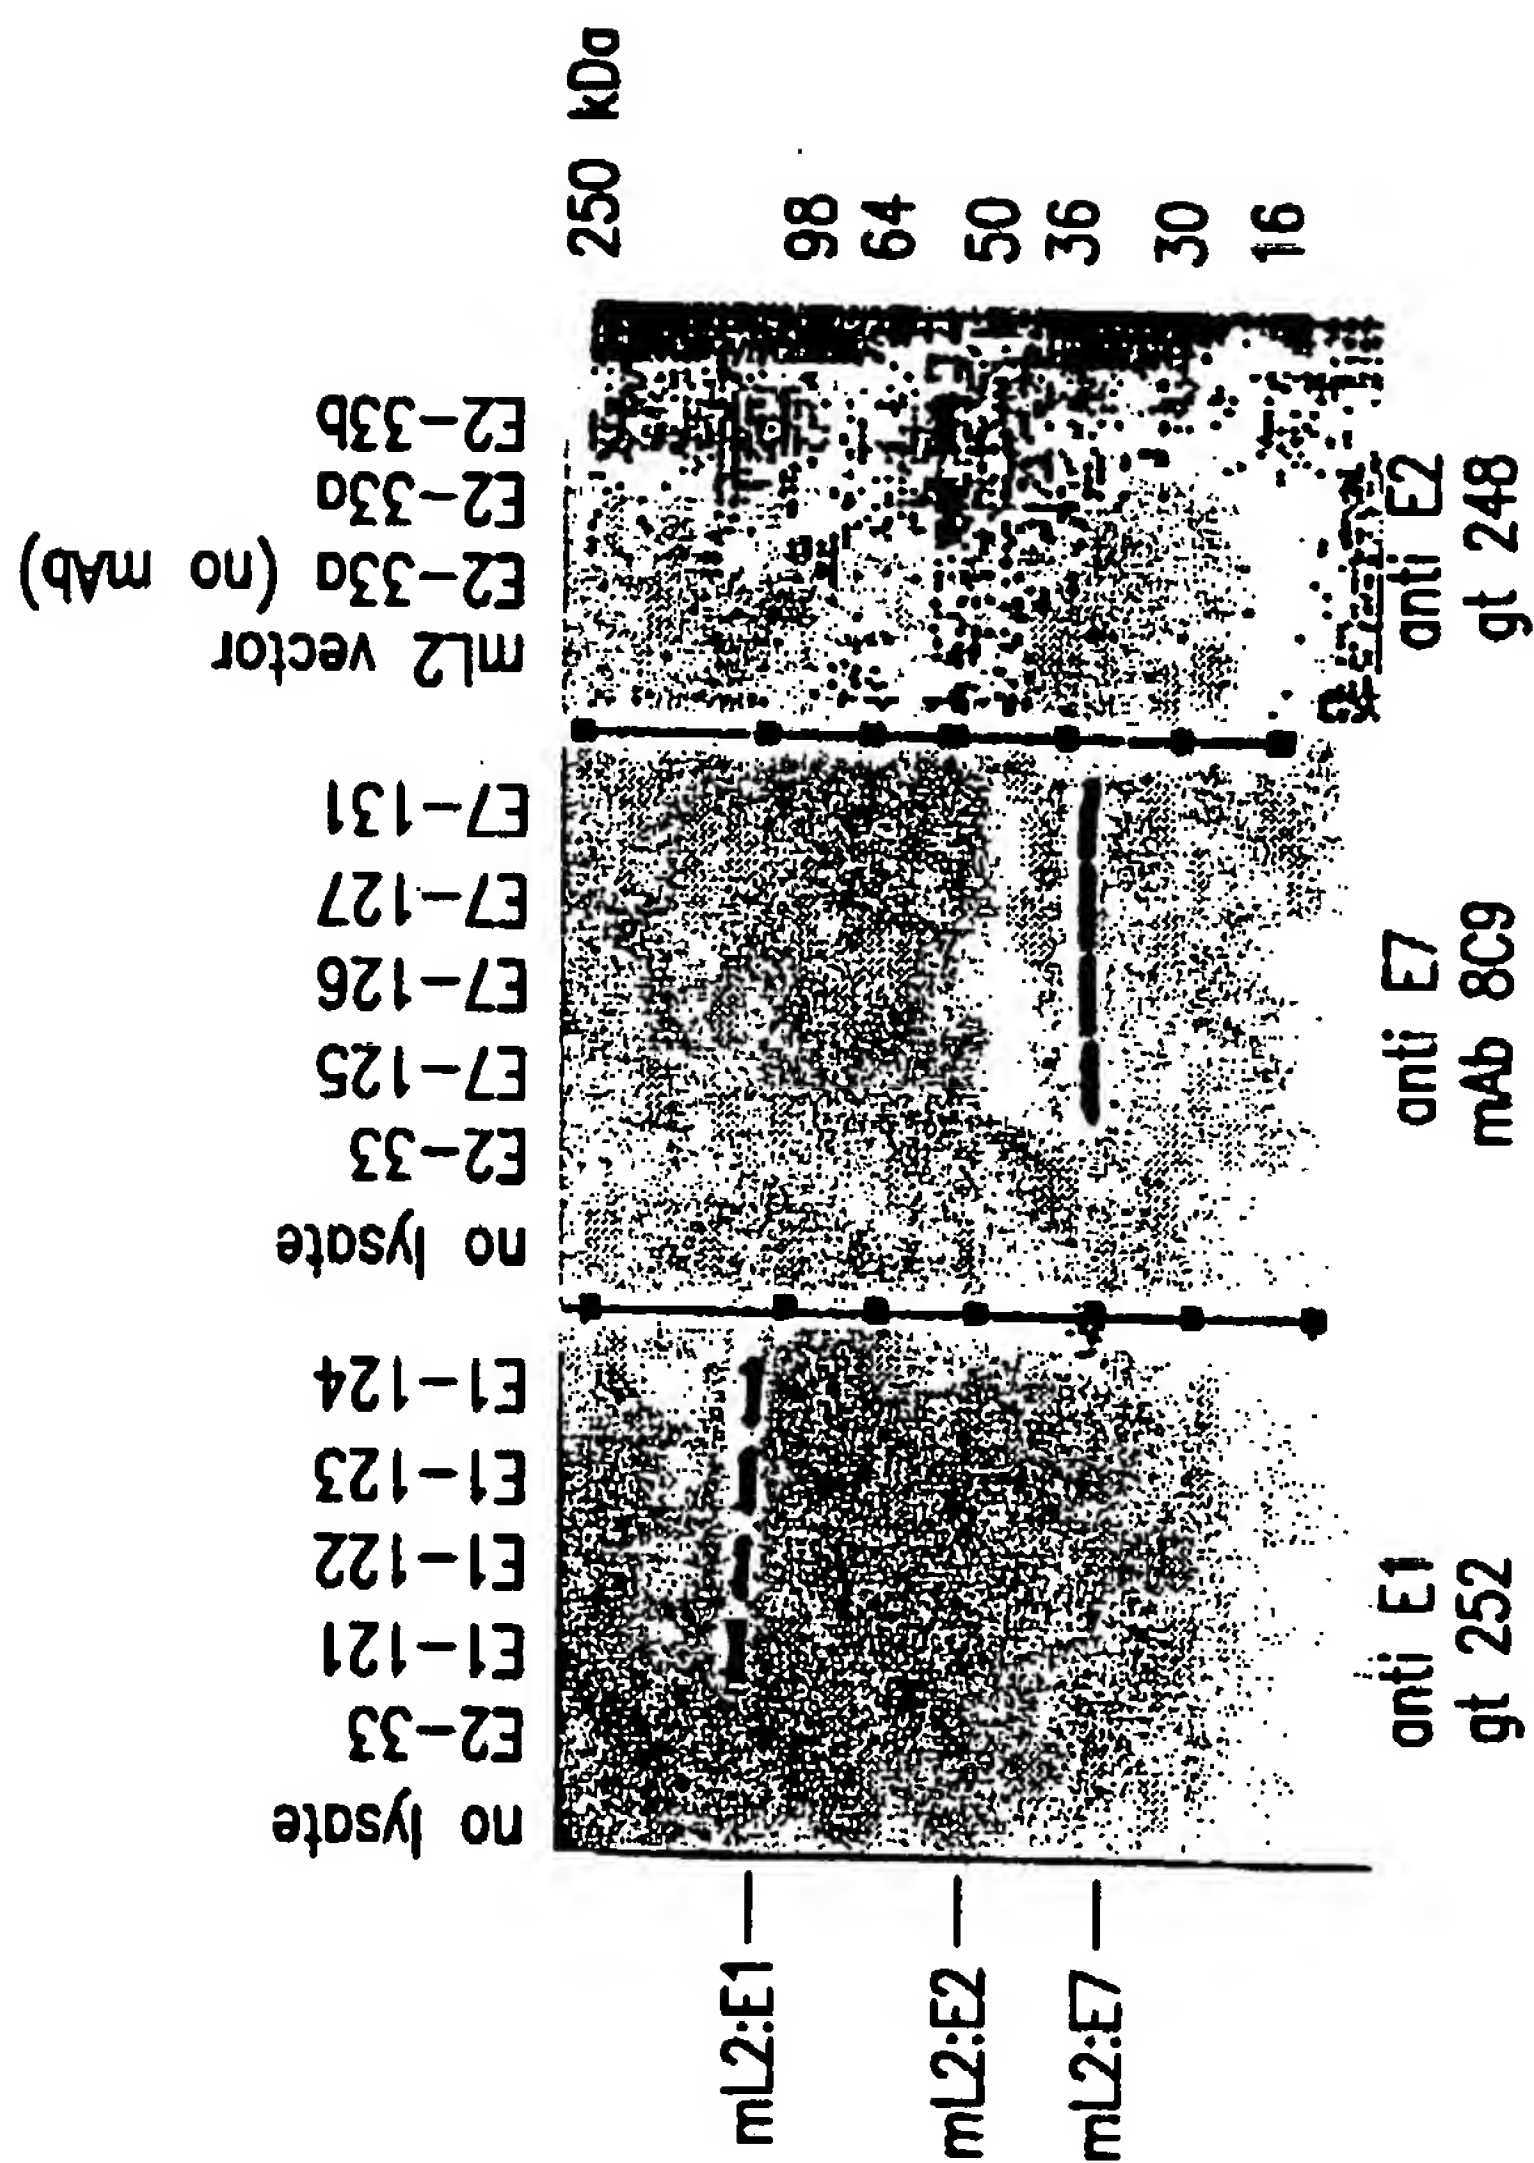 no lysate
E2-33
E1-121
E1-122
E1-123
E1-124
no lysate
E2-33
E7-125
E7-126
E7-127
E7-131
mL2 vector
E2-33a (no mAb)
E2-33a
E2-33b
250 kDa
98
64
50
36
30
16
mL2:E1
mL2:E2
mL2:E7
anti E1
gt 252
anti E7
mAb 8C9
anti E2
gt 248